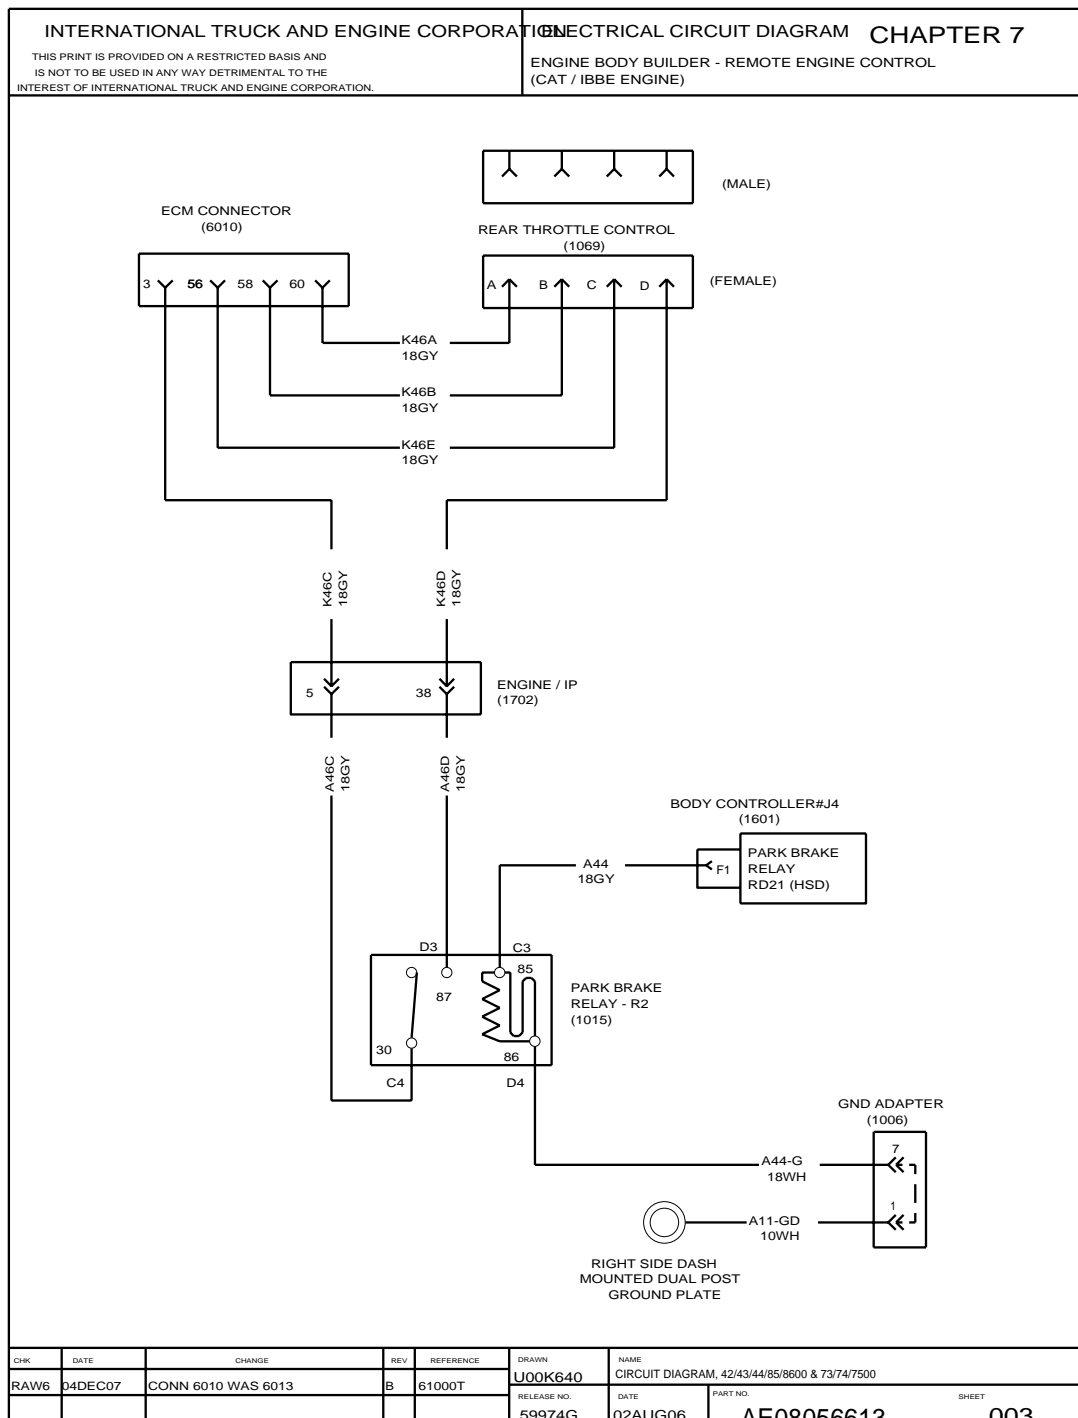 INTERNATIONAL TRUCK AND ENGINE CORPORATION
THIS PRINT IS PROVIDED ON A RESTRICTED BASIS AND
IS NOT TO BE USED IN ANY WAY DETRIMENTAL TO THE
INTEREST OF INTERNATIONAL TRUCK AND ENGINE CORPORATION.
ELECTRICAL CIRCUIT DIAGRAM CHAPTER 7
ENGINE BODY BUILDER - REMOTE ENGINE CONTROL
(CAT / IBBE ENGINE)
(MALE)
ECM CONNECTOR
(6010)
REAR THROTTLE CONTROL
(1069)
(FEMALE)
3 56 58 60
A B C D
K46A
18GY
K46B
18GY
K46E
18GY
K46C
18GY
K46D
18GY
5 38
ENGINE / IP
(1702)
A46C
18GY
A46D
18GY
BODY CONTROLLER#J4
(1601)
A44
18GY
F1
PARK BRAKE
RELAY
RD21 (HSD)
D3 C3
85
87
30
86
C4 D4
PARK BRAKE
RELAY - R2
(1015)
GND ADAPTER
(1006)
7
A44-G
18WH
1
A11-GD
10WH
RIGHT SIDE DASH
MOUNTED DUAL POST
GROUND PLATE
CHK DATE CHANGE REV REFERENCE
RAW6 04DEC07 CONN 6010 WAS 6013 B 61000T
DRAWN
U00K640
NAME
CIRCUIT DIAGRAM, 42/43/44/85/8600 & 73/74/7500
RELEASE NO.
59974G
DATE
02AUG06
PART NO.
AE08056613
SHEET
003